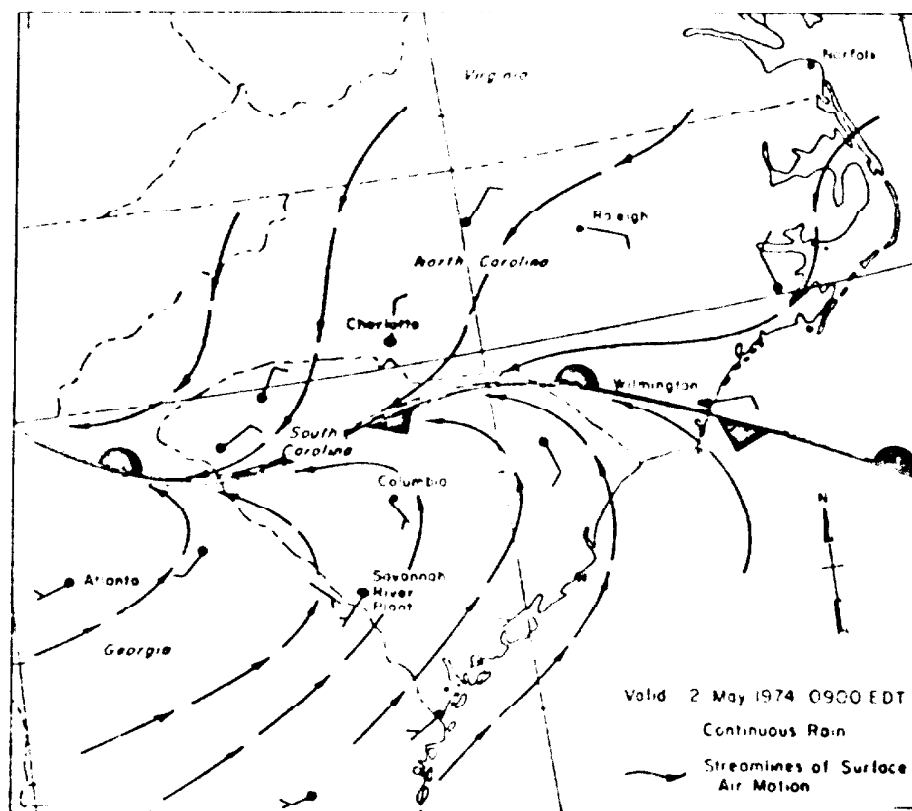 Norfolk
Virginia
Raleigh
North Carolina
Charlotte
Wilmington
South
Carolina
Columbia
N
Atlanta
Savannah
River
Plant
Georgia
Valid 2 May 1974 0900 EDT
Continuous Rain
Streamlines of Surface
Air Motion